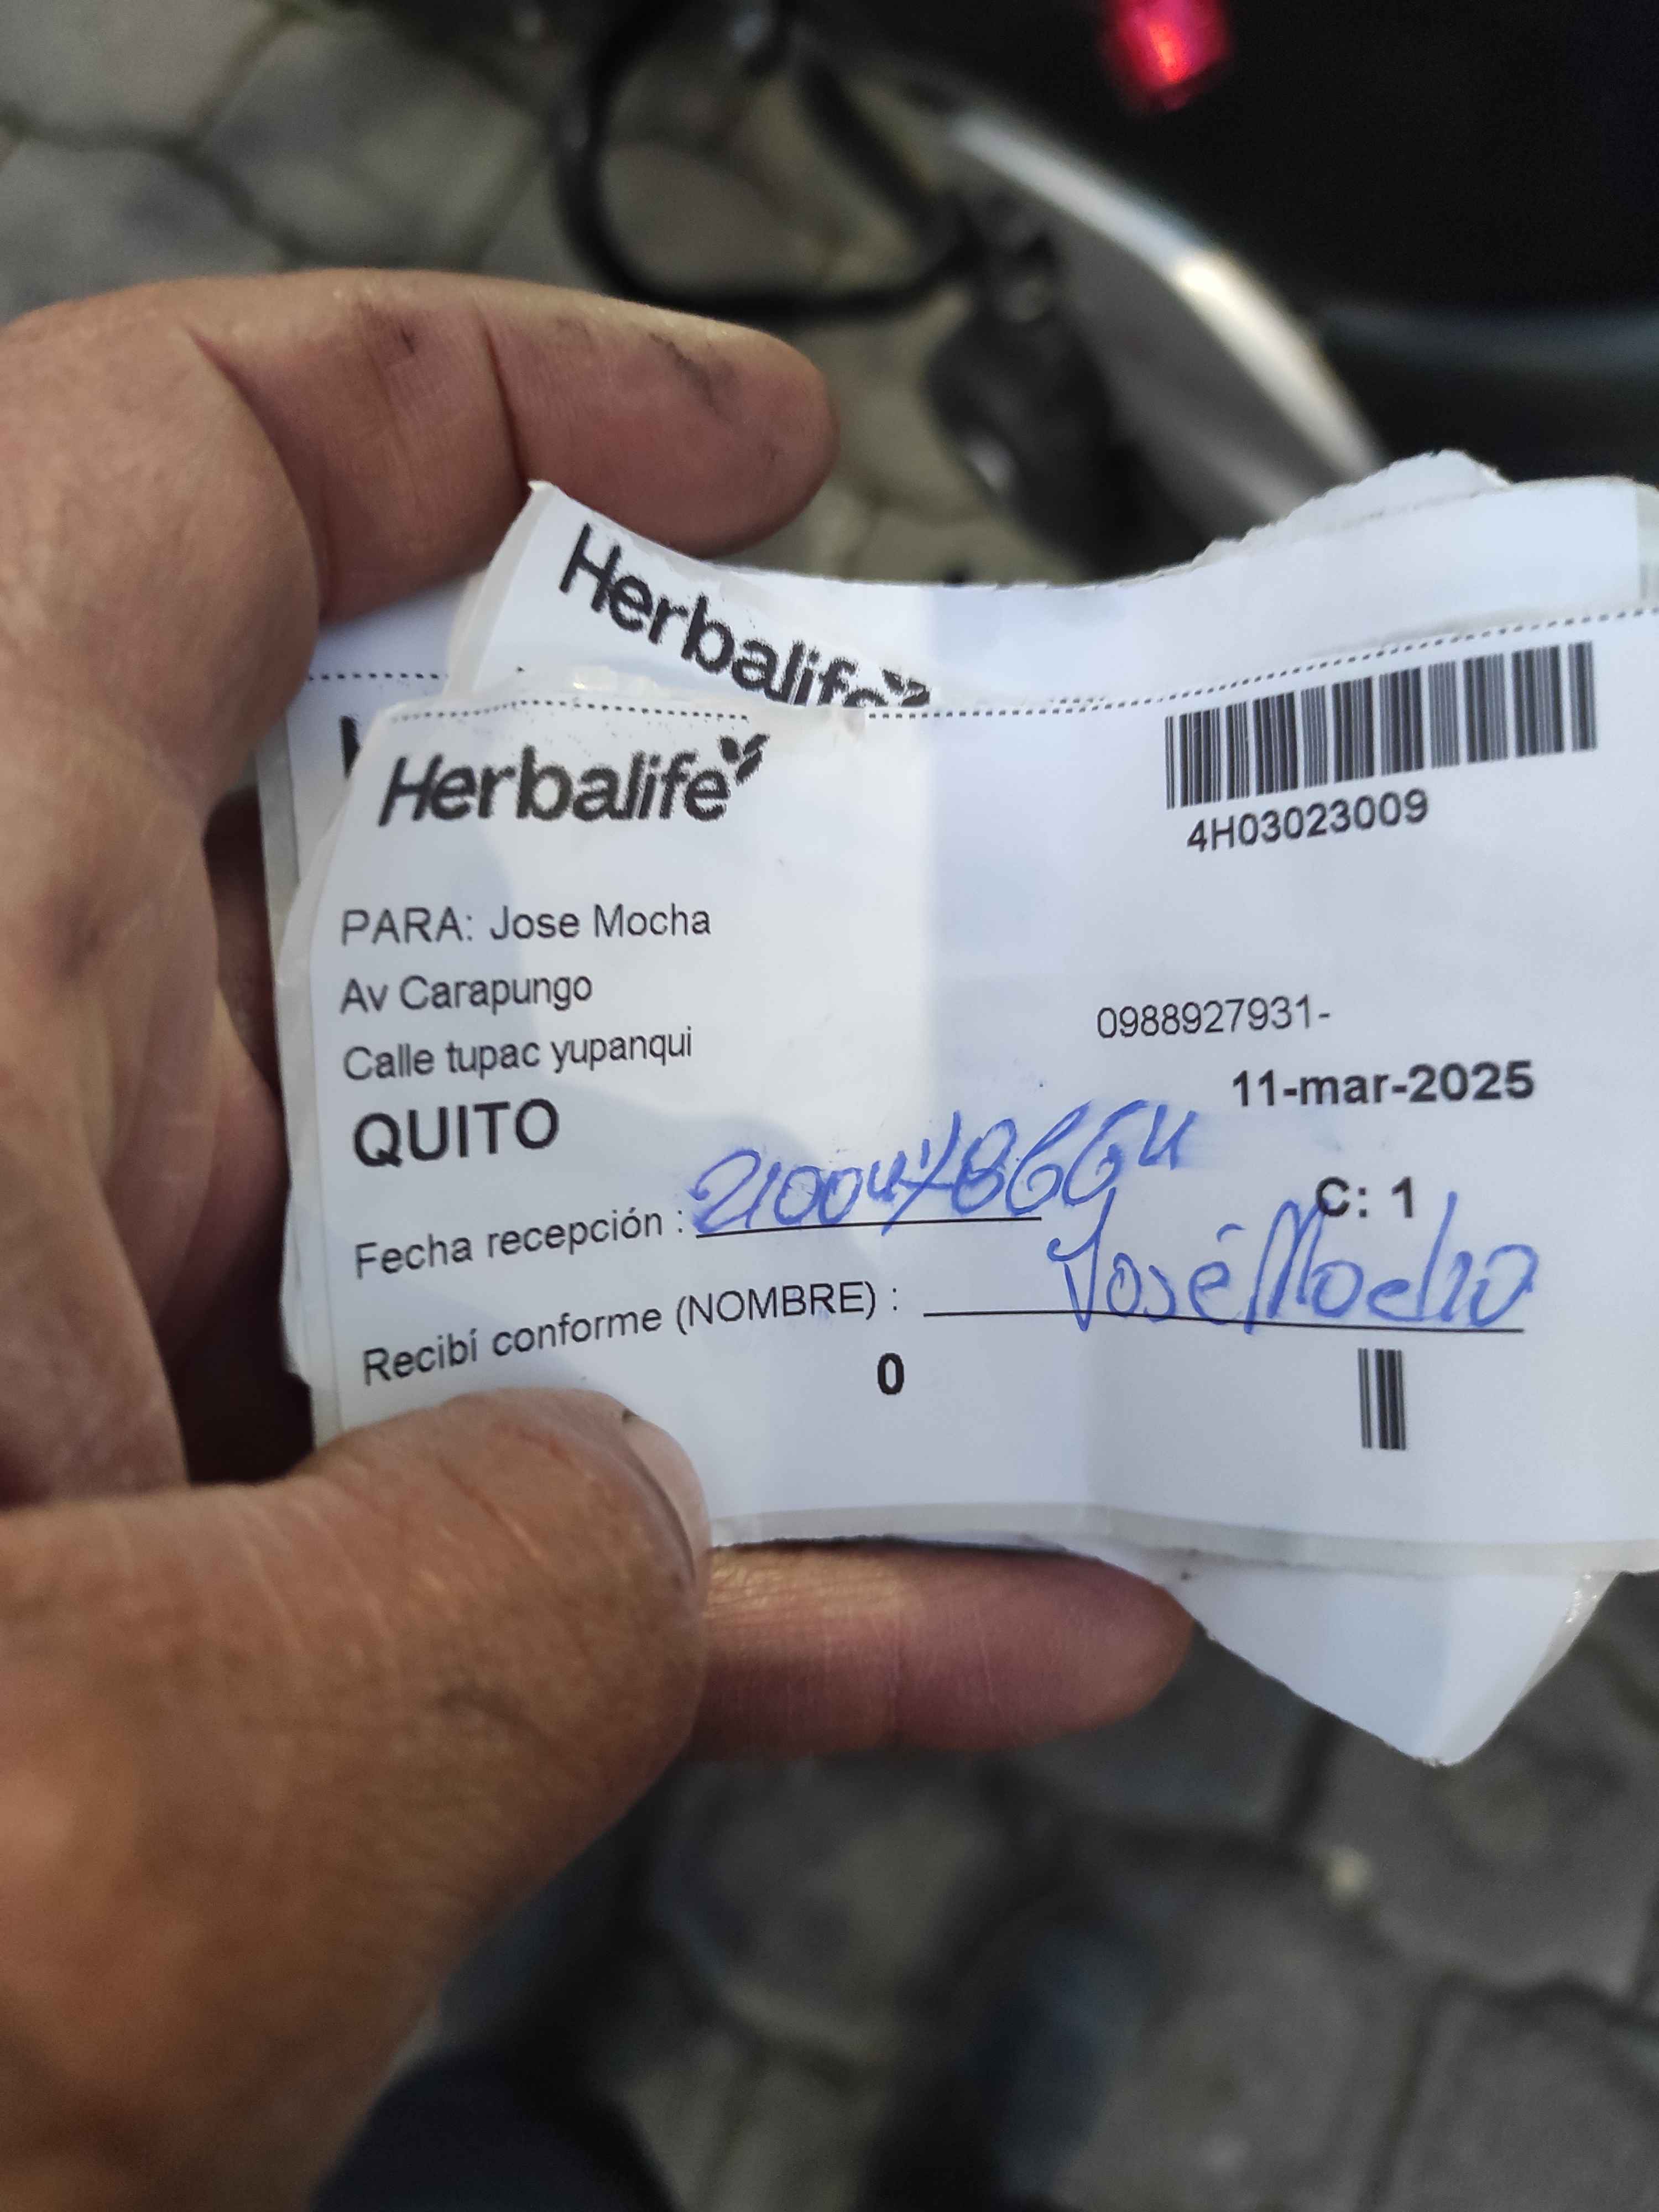 Herbalife
Herbalife
4H03023009
PARA: Jose Mocha
Av Carapungo
0988927931-
Calle tupac yupanqui
11-mar-2025
QUITO
C: 1
Fecha recepción : 2100478664
Recibí conforme (NOMBRE) : José Mocha
0